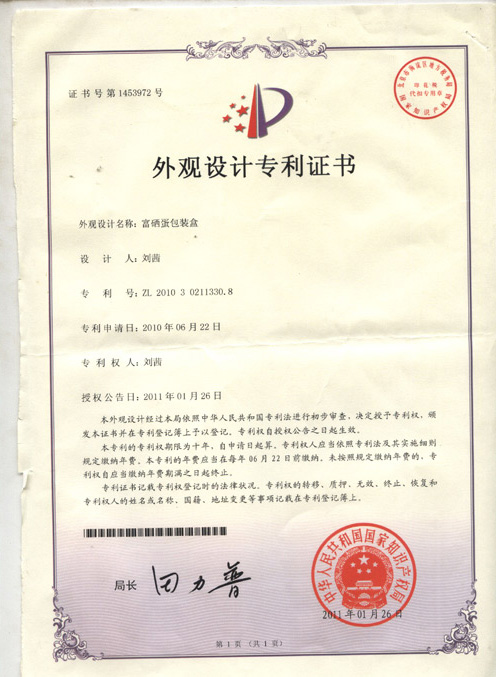 证书号第1453972号
外观设计专利证书
外观设计名称：富硒蛋包装盒
设计人：刘茜
专利号：ZL 2010 3 0211330.8
专利申请日：2010年06月22日
专利权人：刘茜
授权公告日：2011年01月26日
本外观设计经过本局依照中华人民共和国专利法进行初步审查，决定授予专利权，颁
发本证书并在专利登记簿上予以登记。专利权自授权公告之日起生效。
本专利的专利权期限为十年，自申请日起算。专利权人应当依照专利法及其实施细则
规定缴纳年费。本专利的年费应当在每年06月22日前缴纳。未按照规定缴纳年费的，专
利权自应当缴纳年费期满之日起终止。
专利证书记载专利权登记时的法律状况。专利权的转移、质押、无效、终止、恢复和
专利权人的姓名或名称、国籍、地址变更等事项记载在专利登记簿上。
局长
田力普
中华人民共和国国家知识产权局
2011年01月26日
第1页（共1页）